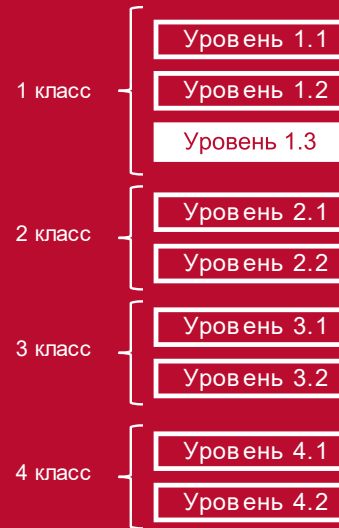 Уровень 1.1
1 класс
Уровень 1.2
Уровень 1.3
Уровень 2.1
2 класс
Уровень 2.2
Уровень 3.1
3 класс
Уровень 3.2
Уровень 4.1
4 класс
Уровень 4.2